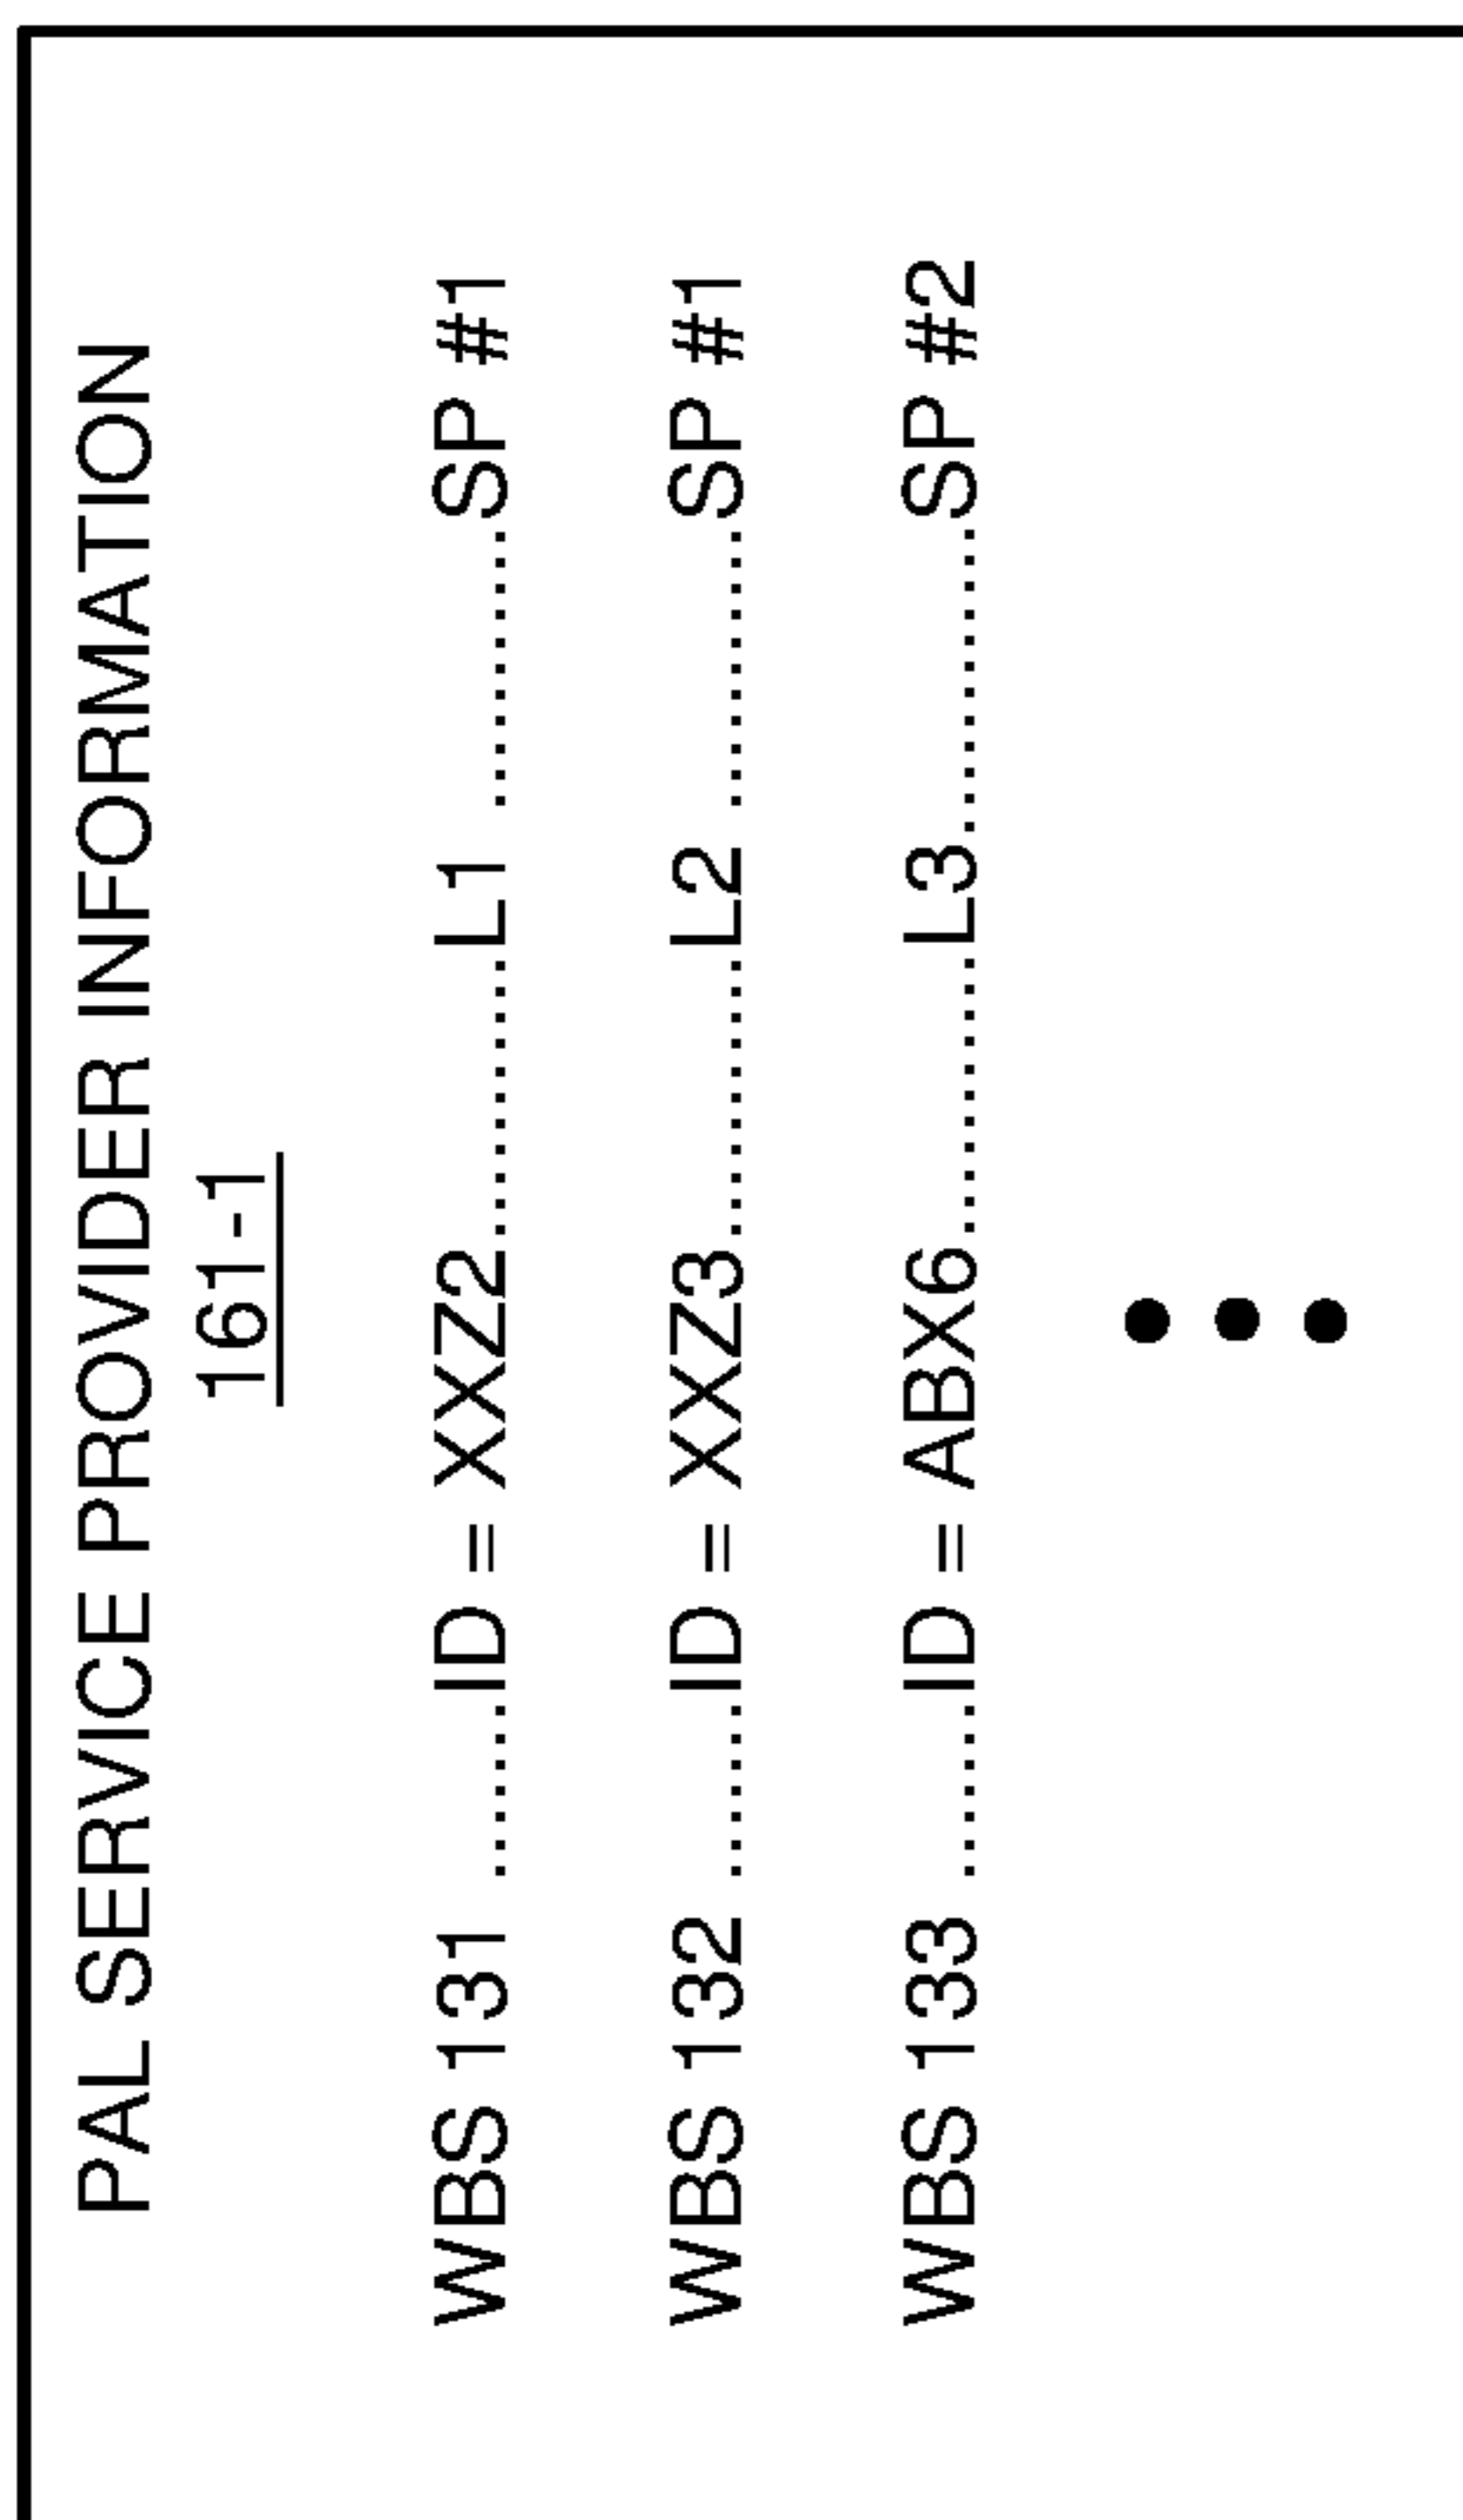 PAL SERVICE PROVIDER INFORMATION
161-1
WBS 131 .......ID = XXZ2...........L1 ...........SP #1
WBS 132 .......ID = XXZ3...........L2 ...........SP #1
WBS 133 .......ID = ABX6...........L3............SP #2